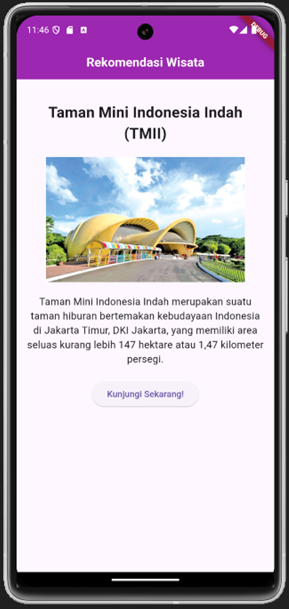 11:46
DEBUG
Rekomendasi Wisata
Taman Mini Indonesia Indah
(TMII)
Taman Mini Indonesia Indah merupakan suatu
taman hiburan bertemakan kebudayaan Indonesia
di Jakarta Timur, DKI Jakarta, yang memiliki area
seluas kurang lebih 147 hektare atau 1,47 kilometer
persegi.
Kunjungi Sekarang!